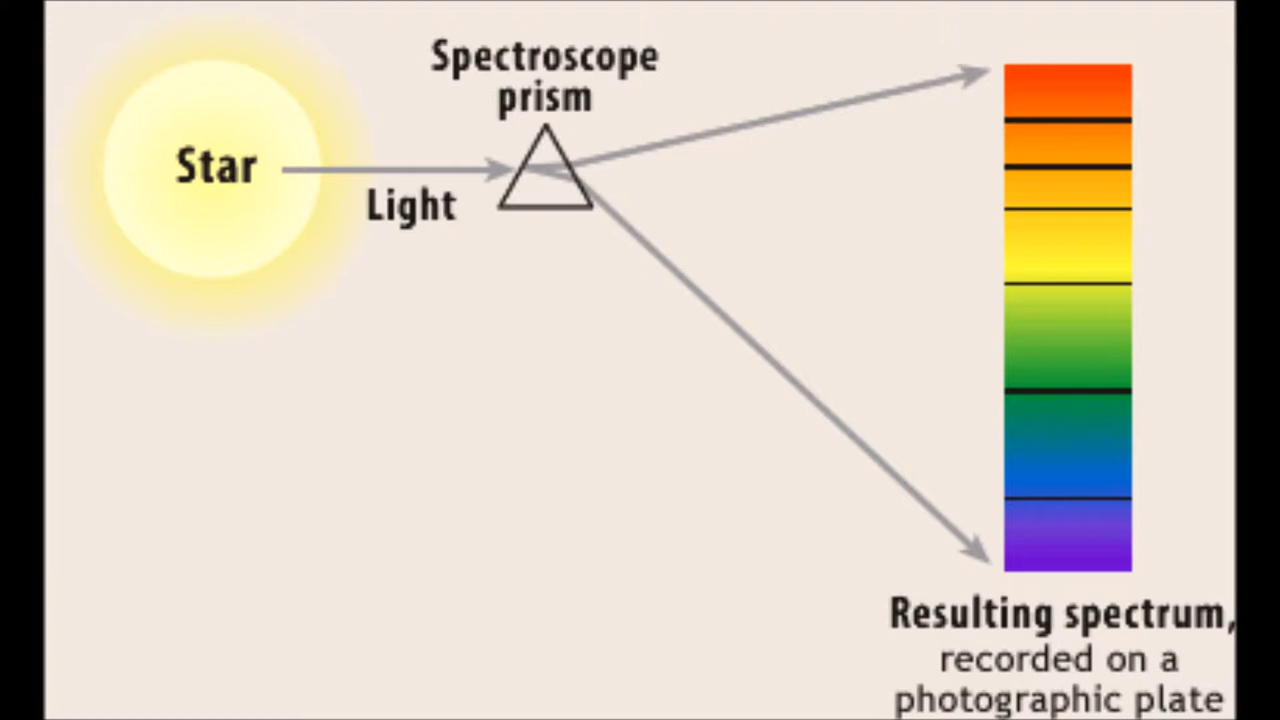 Spectroscope
prism
Star
Light
Resulting spectrum,
recorded on a
photographic plate